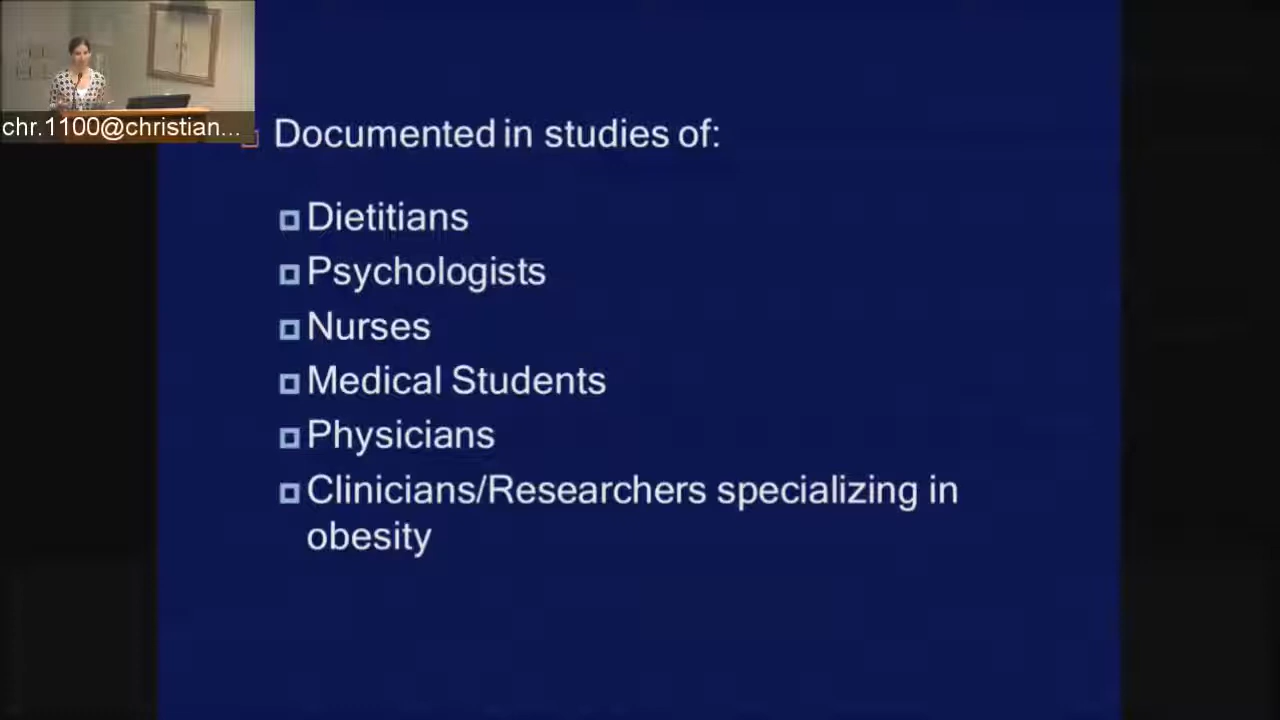 chr.1100@christian...
Documented in studies of:
Dietitians
Psychologists
Nurses
Medical Students
Physicians
Clinicians/Researchers specializing in
obesity